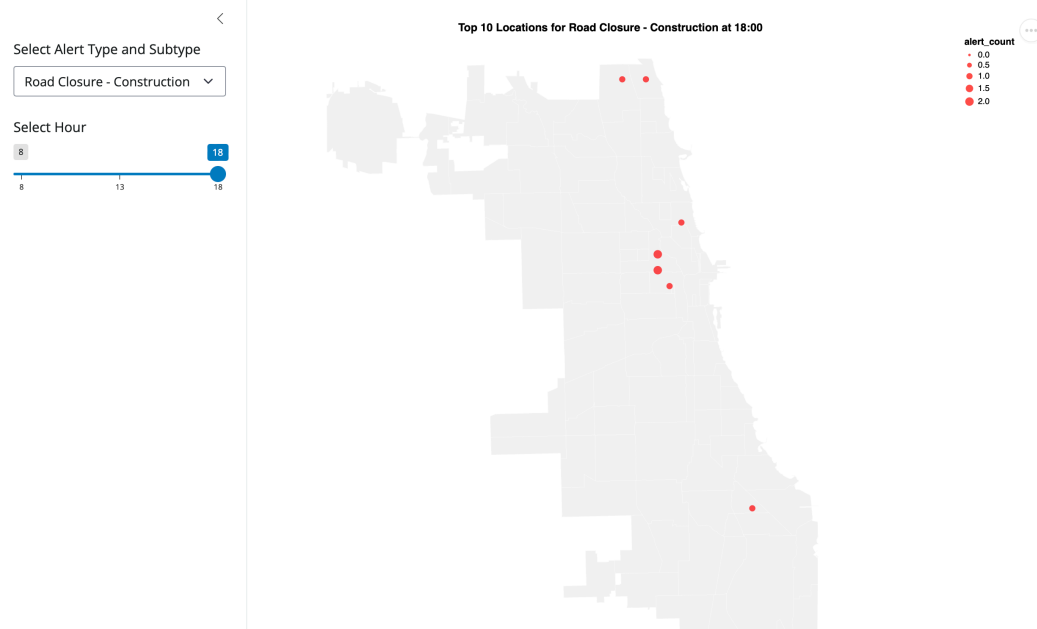 Select Alert Type and Subtype
Road Closure - Construction
Select Hour
8
18
8
13
18
Top 10 Locations for Road Closure - Construction at 18:00
alert_count
0.0
0.5
1.0
1.5
2.0